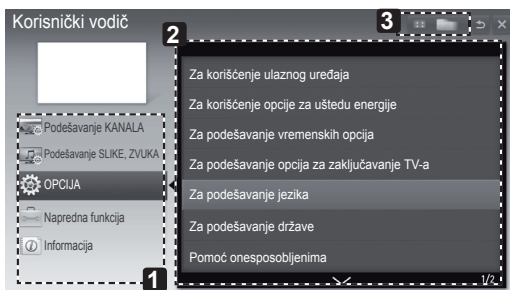 Korisnički vodič
3
2
Za korišćenje ulaznog uređaja
Za korišćenje opcije za uštedu energije
Za podešavanje vremenskih opcija
Za podešavanje opcija za zaključavanje TV-a
Za podešavanje jezika
Za podešavanje države
Pomoć onesposobljenima
1/2
Podešavanje KANALA
Podešavanje SLIKE, ZVUKA
OPCIJA
Napredna funkcija
Informacija
1